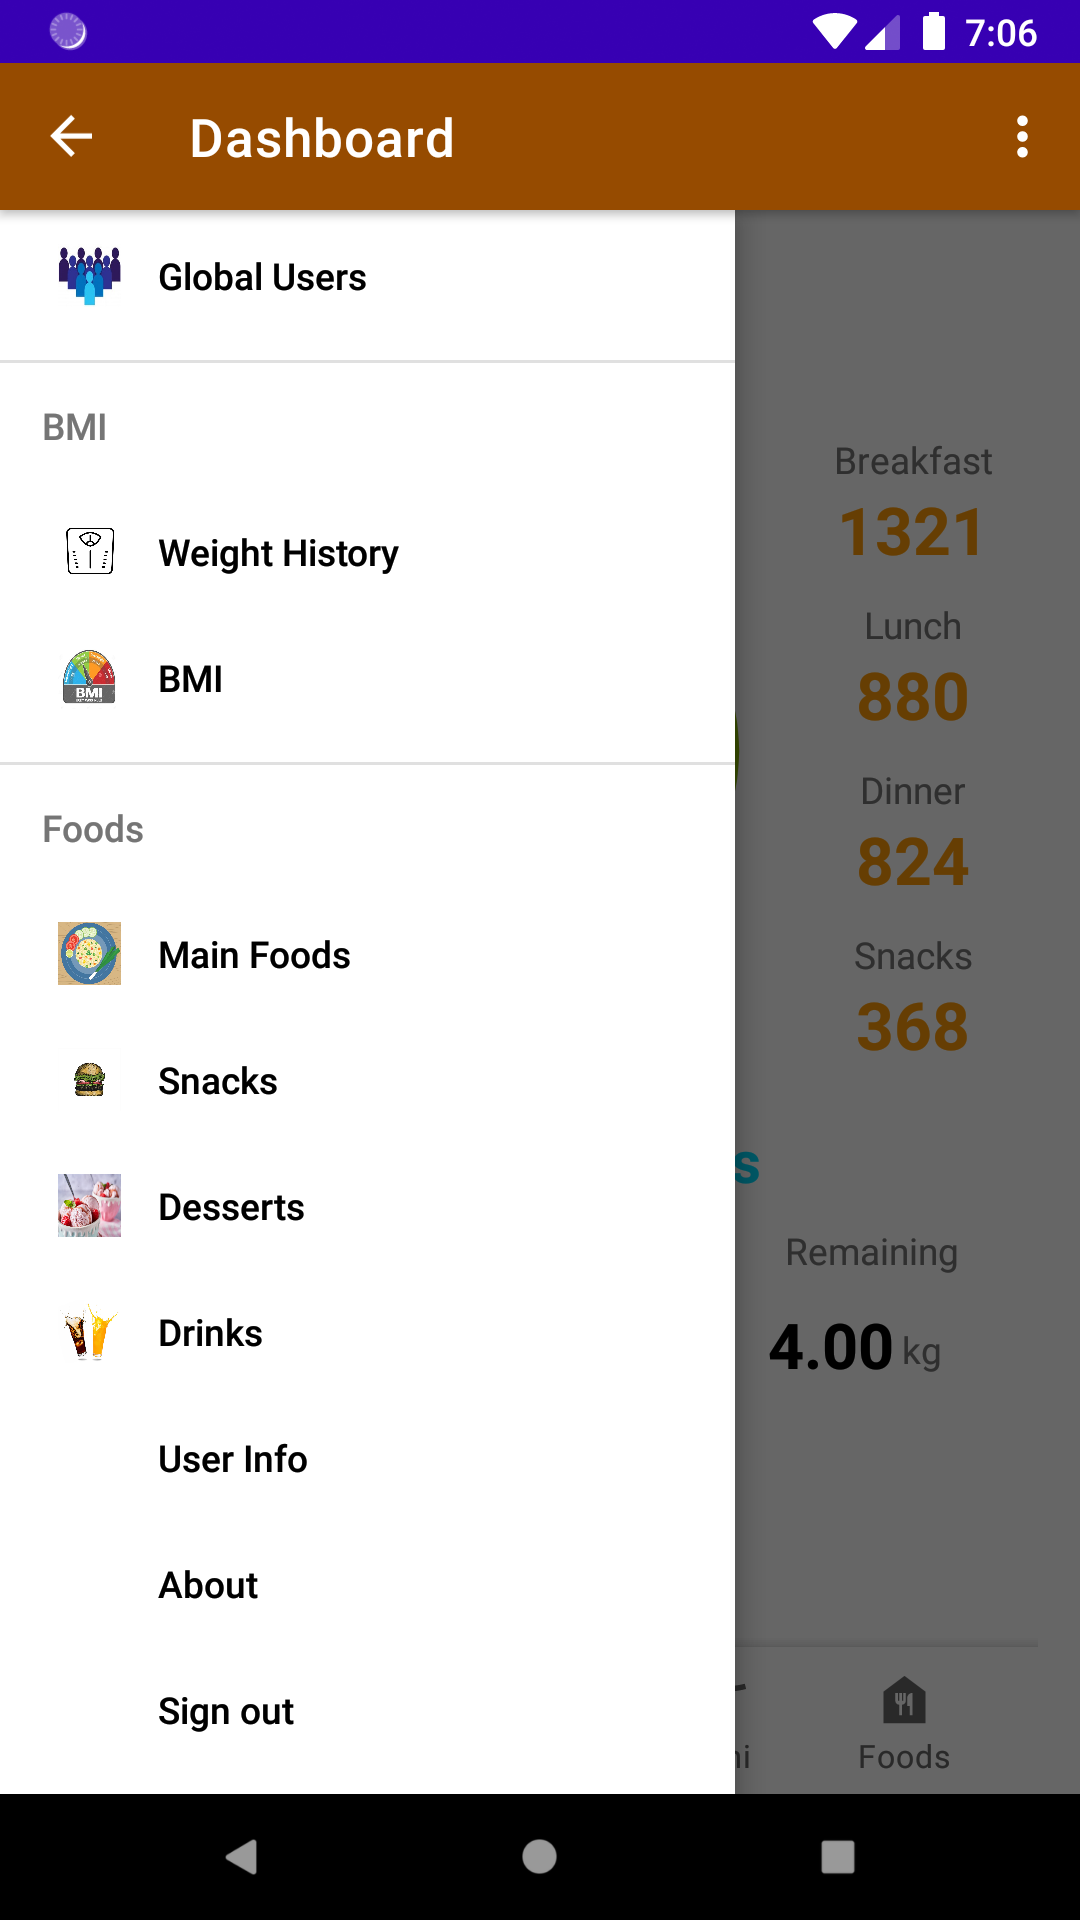 7:06
Dashboard
Global Users
BMI
Weight History
BMI
BMI
Foods
Main Foods
Snacks
Desserts
Drinks
User Info
About
Sign out
Breakfast
1321
Lunch
880
Dinner
824
Snacks
368
s
Remaining
4.00 kg
Foods